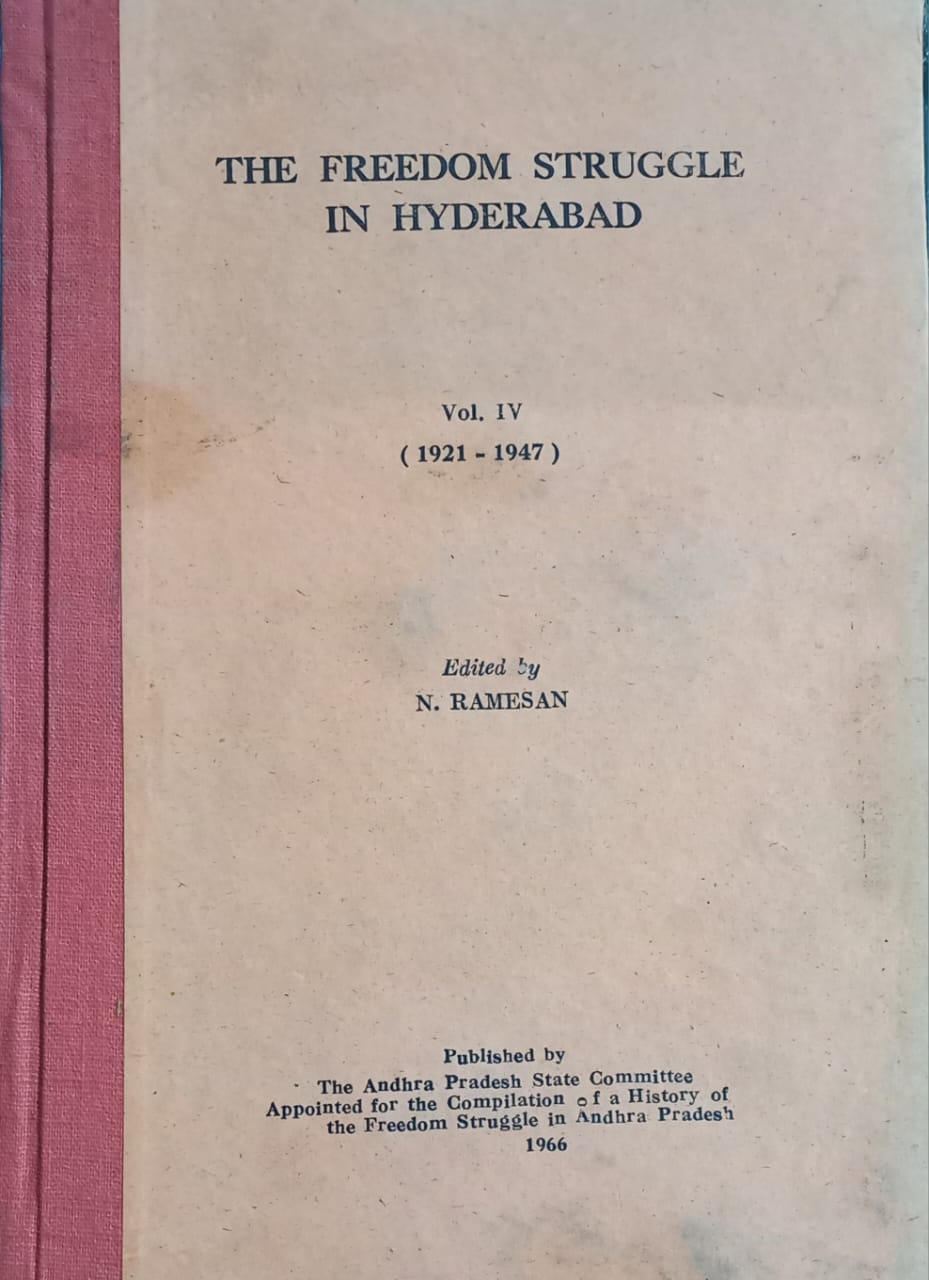 THE FREEDOM STRUGGLE
IN HYDERABAD
Vol. IV
( 1921 - 1947 )
Edited by
N. RAMESAN
Published by
The Andhra Pradesh State Committee
Appointed for the Compilation of a History of
the Freedom Struggle in Andhra Pradesh
1966